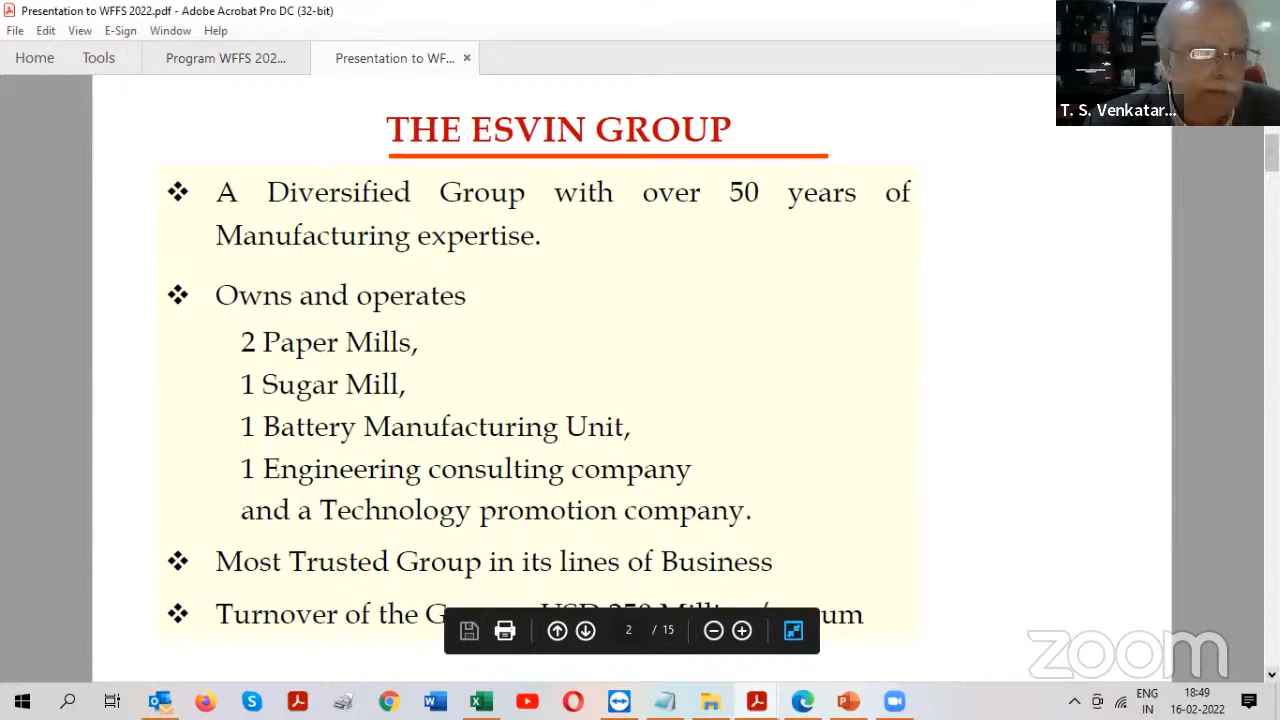 Presentation to WFFS 2022.pdf - Adobe Acrobat Pro DC (32-bit)
File Edit View E-Sign Window Help
Home Tools Program WFFS 202... Presentation to WF... ×
T. S. Venkatar...
THE ESVIN GROUP
❖ A Diversified Group with over 50 years of
Manufacturing expertise.
❖ Owns and operates
2 Paper Mills,
1 Sugar Mill,
1 Battery Manufacturing Unit,
1 Engineering consulting company
and a Technology promotion company.
❖ Most Trusted Group in its lines of Business
❖ Turnover of the
2 / 15
zoom
ENG 18:49
IN 16-02-2022